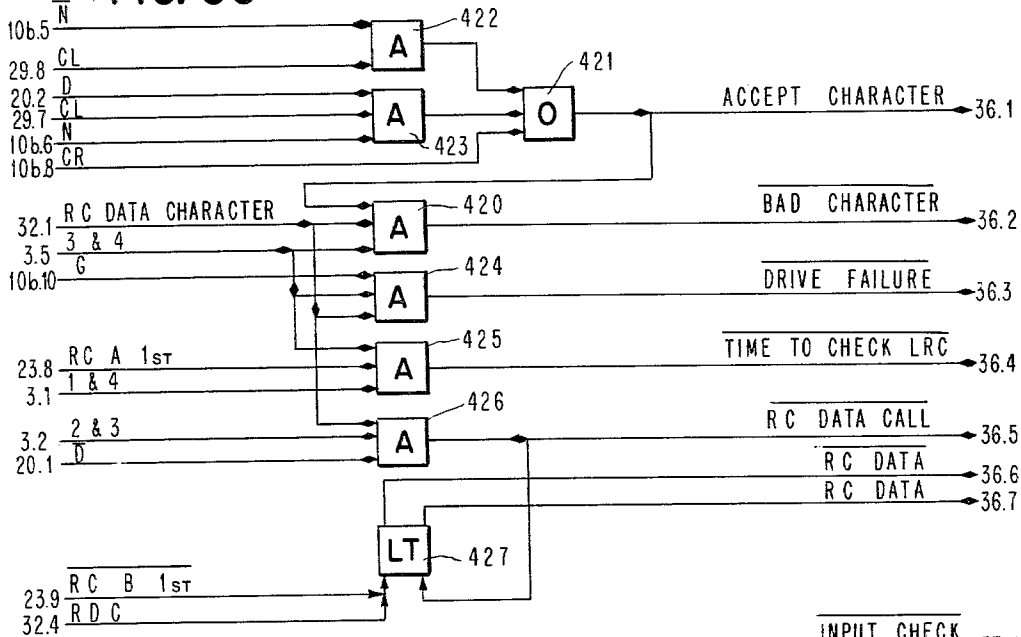 N 422
10b.5
A
CL
29.8
421
D
20.2
ACCEPT CHARACTER
36.1
CL
29.7
A
O
N
10b.6
423
CR
10b.8
420
RC DATA CHARACTER
32.1
BAD CHARACTER
36.2
A
3 & 4
3.5
424
G
10b.10
DRIVE FAILURE
36.3
A
425
RC A 1ST
23.8
TIME TO CHECK LRC
36.4
A
1 & 4
3.1
426
2 & 3
3.2
RC DATA CALL
36.5
A
D
20.1
RC DATA
36.6
RC DATA
36.7
LT
427
RC B 1ST
23.9
RDC
32.4
INPUT CHECK